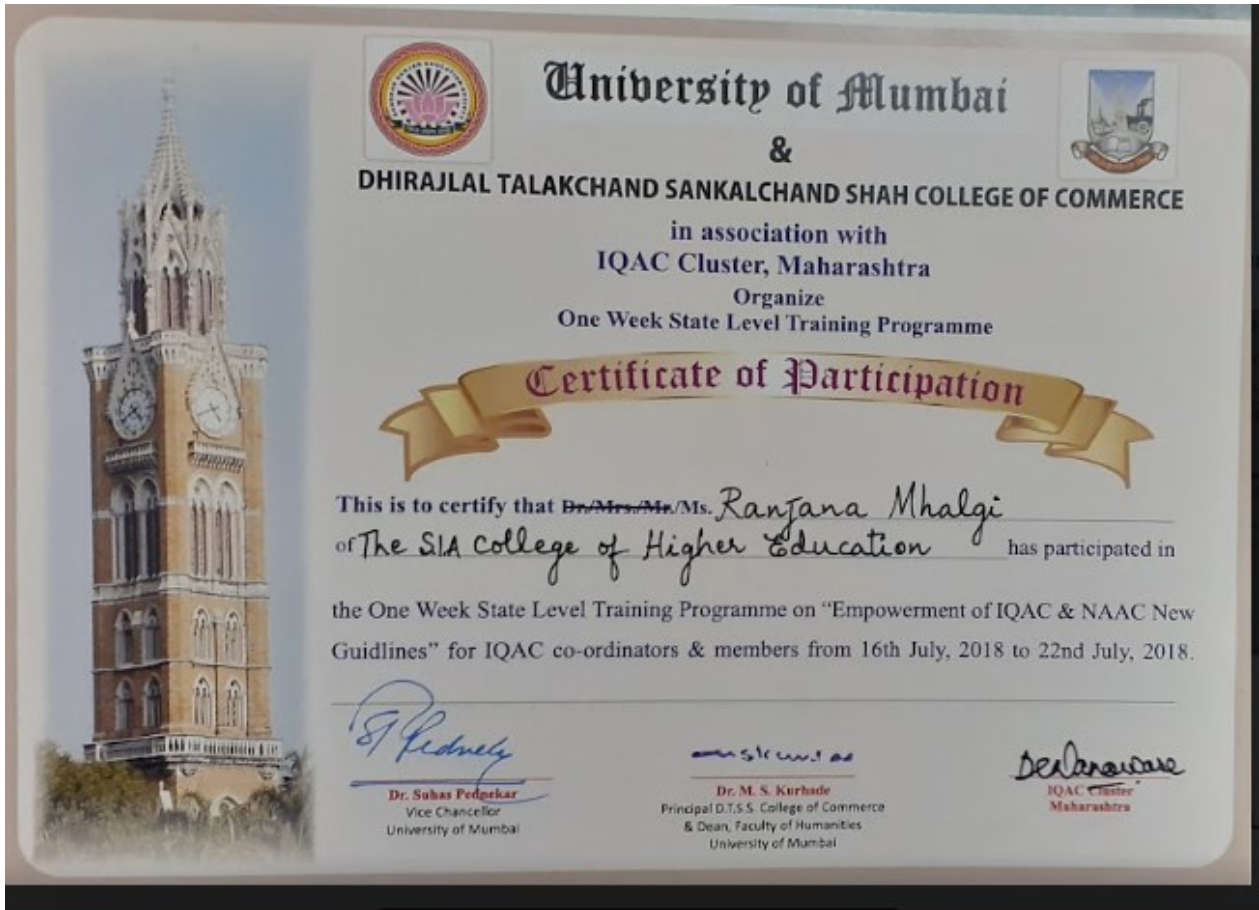 University of Mumbai
&
DHIRAJLAL TALAKCHAND SANKALCHAND SHAH COLLEGE OF COMMERCE
in association with
IQAC Cluster, Maharashtra
Organize
One Week State Level Training Programme
Certificate of Participation
This is to certify that Dr./Mrs./Mr./Ms. Ranjana Mhalgi
of The SIA College of Higher Education has participated in
the One Week State Level Training Programme on “Empowerment of IQAC & NAAC New
Guidlines” for IQAC co-ordinators & members from 16th July, 2018 to 22nd July, 2018.
Dr. Suhas Pednekar
Vice Chancellor
University of Mumbai
Dr. M. S. Kurhade
Principal D.T.S.S. College of Commerce
& Dean, Faculty of Humanities
University of Mumbai
IQAC Cluster
Maharashtra